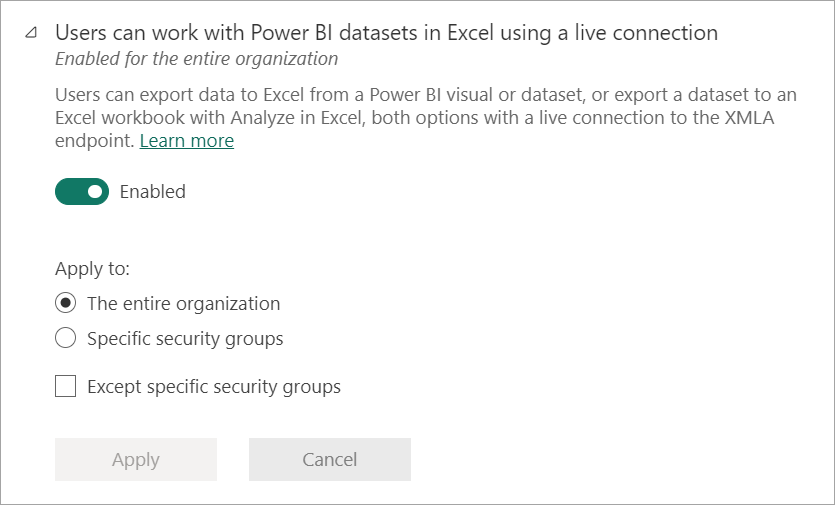 Users can work with Power BI datasets in Excel using a live connection
Enabled for the entire organization
Users can export data to Excel from a Power BI visual or dataset, or export a dataset to an
Excel workbook with Analyze in Excel, both options with a live connection to the XMLA
endpoint. Learn more
Enabled
Apply to:
The entire organization
Specific security groups
Except specific security groups
Apply
Cancel